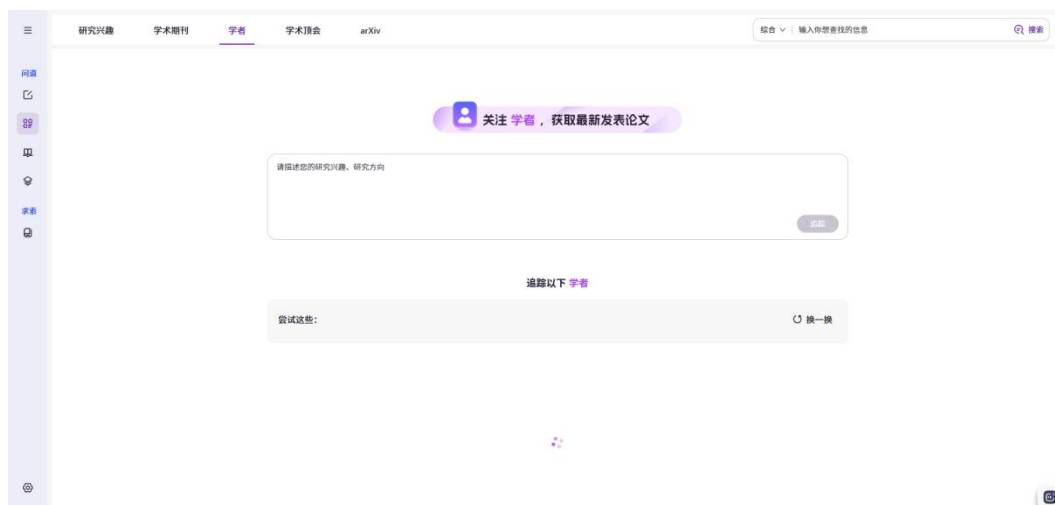 研究兴趣
学术期刊
学者
学术顶会
arXiv
综合
输入你想查找的信息
搜索
问道
求索
关注 学者 ，获取最新发表论文
请描述您的研究兴趣、研究方向
追踪
追踪以下 学者
尝试这些：
换一换